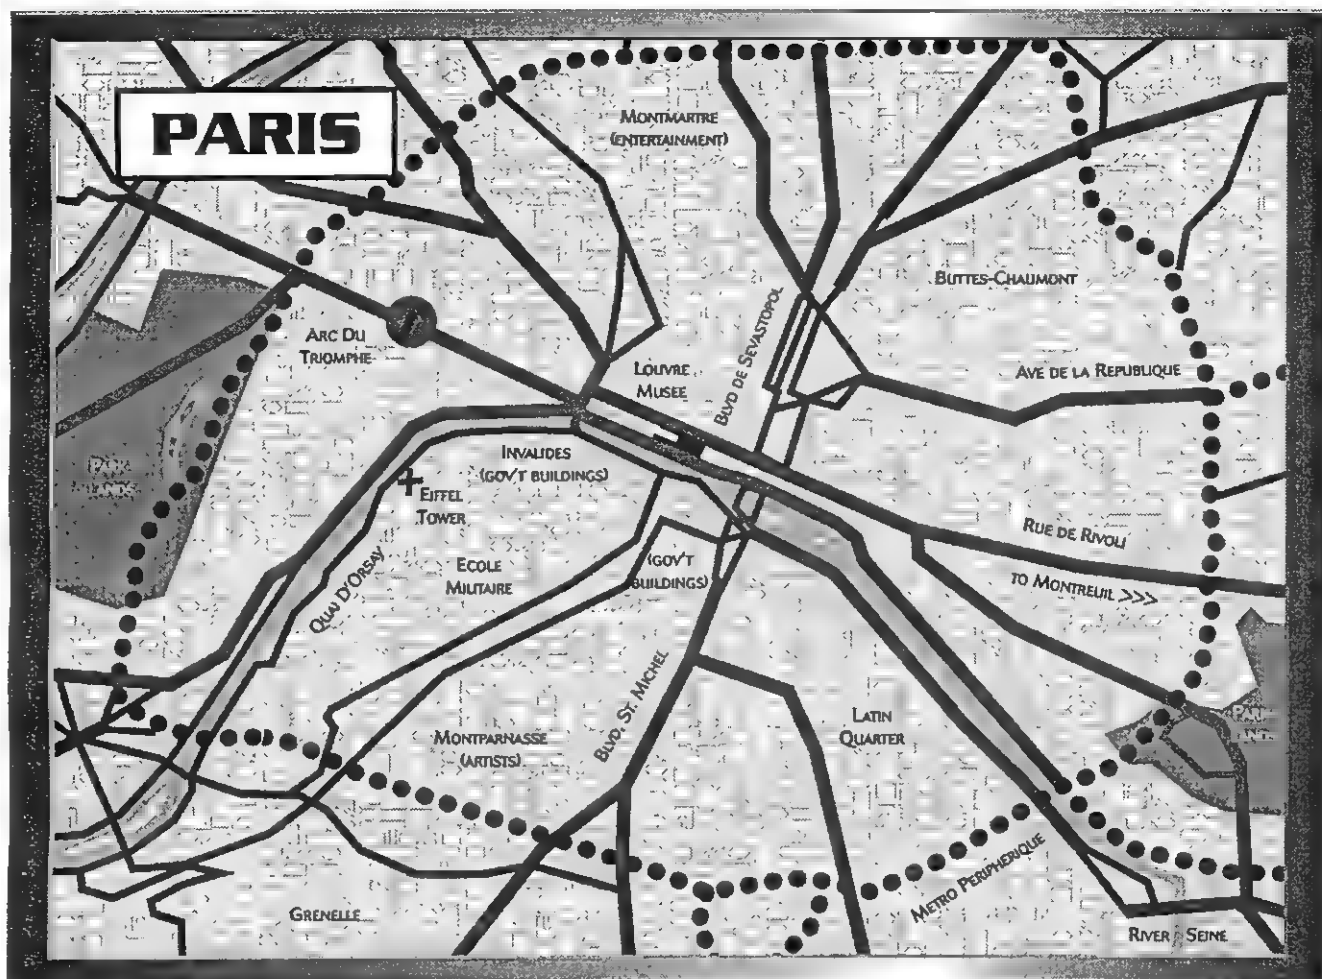 PARIS
MONTMARTRE
(ENTERTAINMENT)
BUTTES-CHAUMONT
ARC DU
TRIOMPHE
LOUVRE
MUSEE
BLVD DE SEVASTOPOL
AVE DE LA REPUBLIQUE
INVALIDES
(GOV'T BUILDINGS)
EIFFEL
TOWER
QUAI D'ORSAY
ECOLE
MILITAIRE
(GOV'T
BUILDINGS)
RUE DE RIVOLI
TO MONTREUIL >>>
BLVD. ST. MICHEL
LATIN
QUARTER
MONTPARNASSE
(ARTISTS)
METRO PERIPHERIQUE
GRENELLE
RIVER SEINE